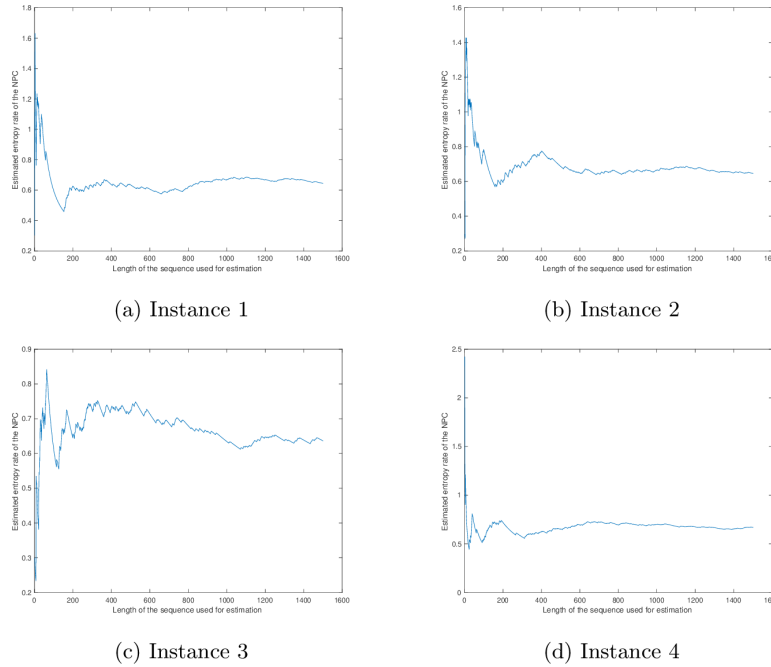 1.8
1.6
1.4
1.2
1
0.8
0.6
0.4
0.2
0 200 400 600 800 1000 1200 1400 1600
Estimated entropy rate of the NPC
Length of the sequence used for estimation
(a) Instance 1
1.6
1.4
1.2
1
0.8
0.6
0.4
0.2
0 200 400 600 800 1000 1200 1400 1600
Estimated entropy rate of the NPC
Length of the sequence used for estimation
(b) Instance 2
0.9
0.8
0.7
0.6
0.5
0.4
0.3
0.2
0 200 400 600 800 1000 1200 1400 1600
Estimated entropy rate of the NPC
Length of the sequence used for estimation
(c) Instance 3
2.5
2
1.5
1
0.5
0
0 200 400 600 800 1000 1200 1400 1600
Estimated entropy rate of the NPC
Length of the sequence used for estimation
(d) Instance 4